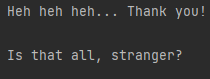 Heh heh heh... Thank you!
Is that all, stranger?